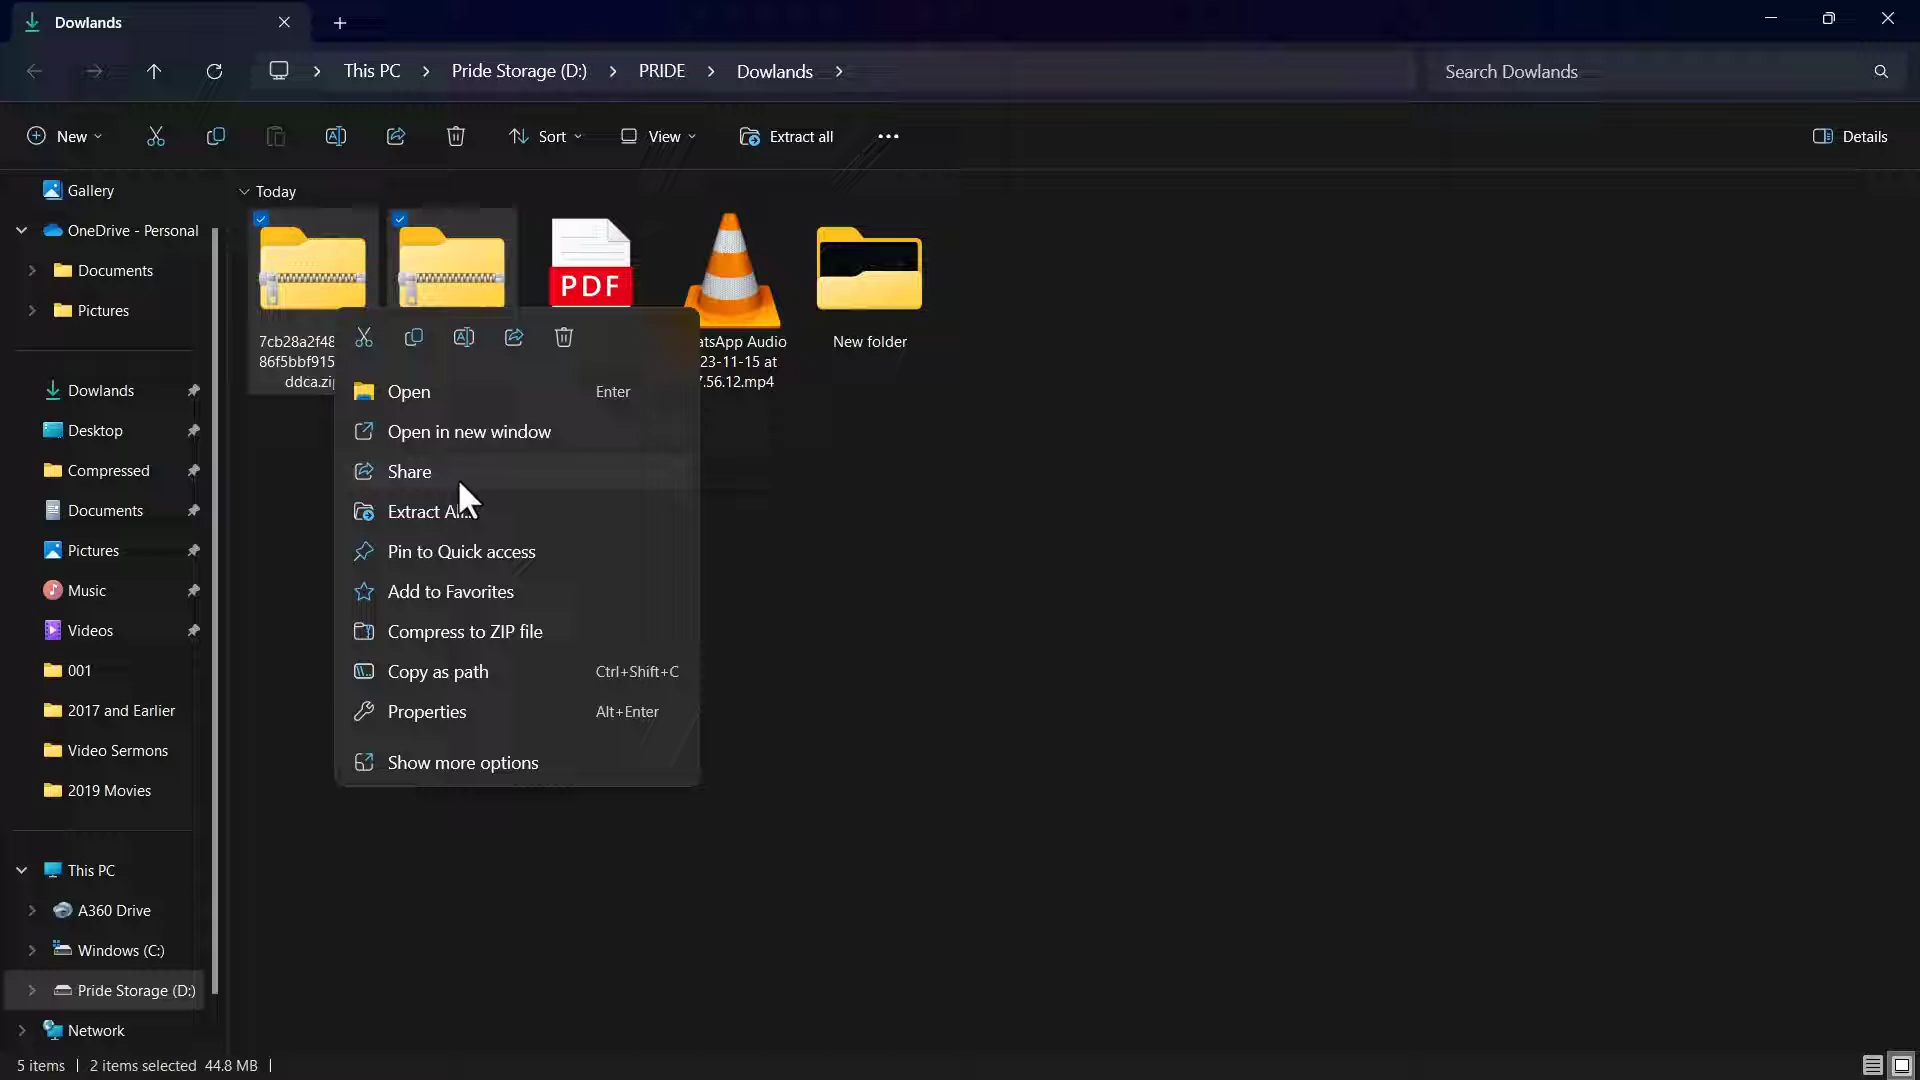 Dowlands
This PC
Pride Storage (D:)
PRIDE
Dowlands
Search Dowlands
New
Sort
View
Extract all
Details
Gallery
OneDrive - Personal
Documents
Pictures
Dowlands
Desktop
Compressed
Documents
Pictures
Music
Videos
001
2017 and Earlier
Video Sermons
2019 Movies
This PC
A360 Drive
Windows (C:)
Pride Storage (D:)
Network
Today
7cb28a2f48
86f5bbf915
ddca.zip
PDF
atsApp Audio
23-11-15 at
7.56.12.mp4
New folder
Open Enter
Open in new window
Share
Extract All...
Pin to Quick access
Add to Favorites
Compress to ZIP file
Copy as path Ctrl+Shift+C
Properties Alt+Enter
Show more options
5 items
2 items selected 44.8 MB